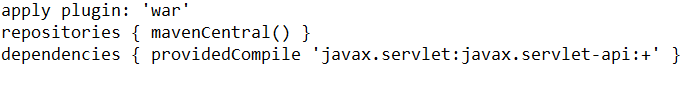 apply plugin: 'war'
repositories { mavenCentral() }
dependencies { providedCompile 'javax.servlet:javax.servlet-api:+' }